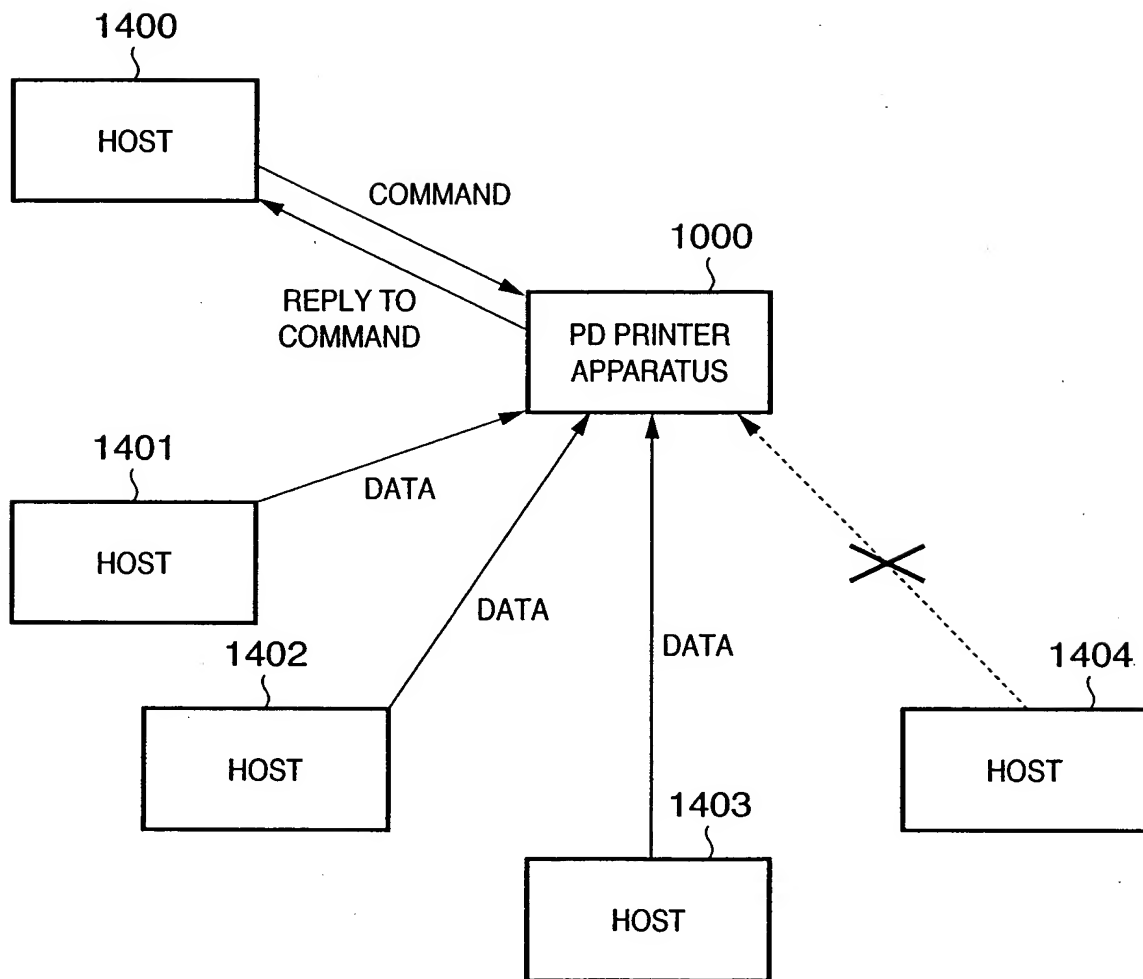 1400
HOST
COMMAND
1000
REPLY TO
COMMAND
PD PRINTER
APPARATUS
1401
DATA
HOST
DATA
1402
DATA
1404
HOST
HOST
1403
HOST